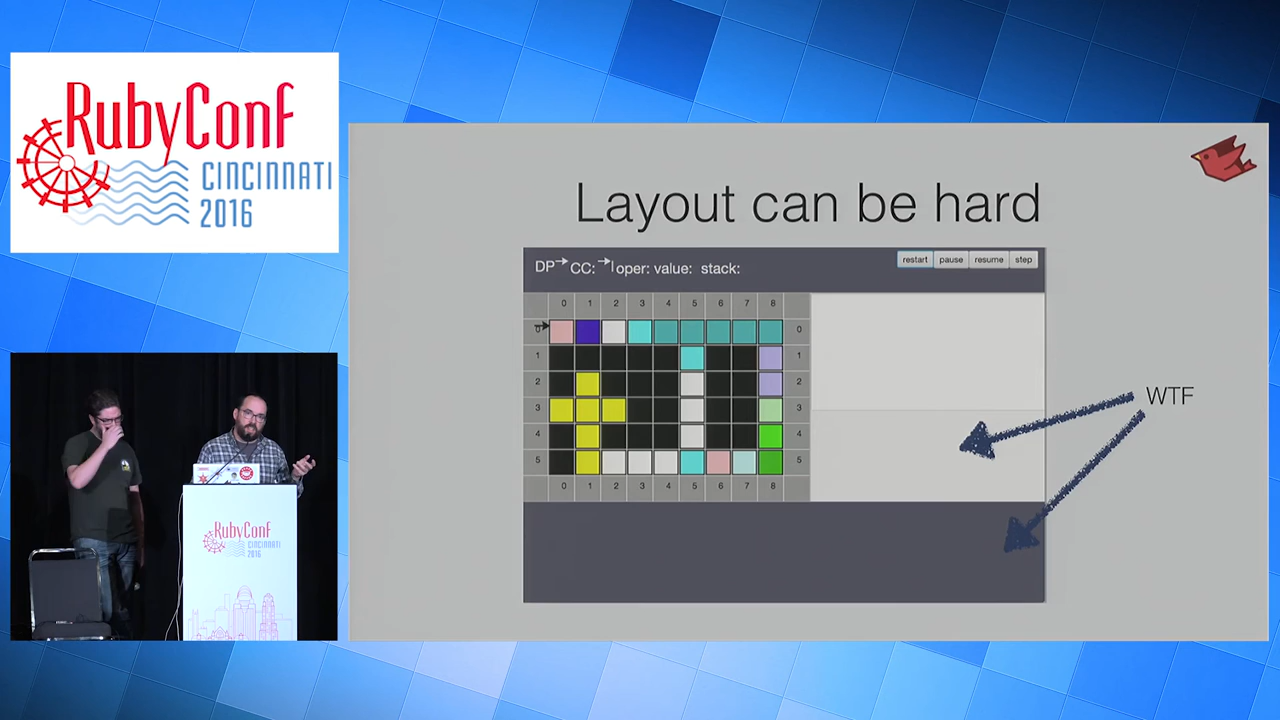 RubyConf
CINCINNATI
2016
Layout can be hard
DP CC: oper: value: stack:
restart pause resume step
0 1 2 3 4 5 6 7 8
0 0
1 1
2 2
3 3
4 4
5 5
0 1 2 3 4 5 6 7 8
WTF
RubyConf
CINCINNATI
2016